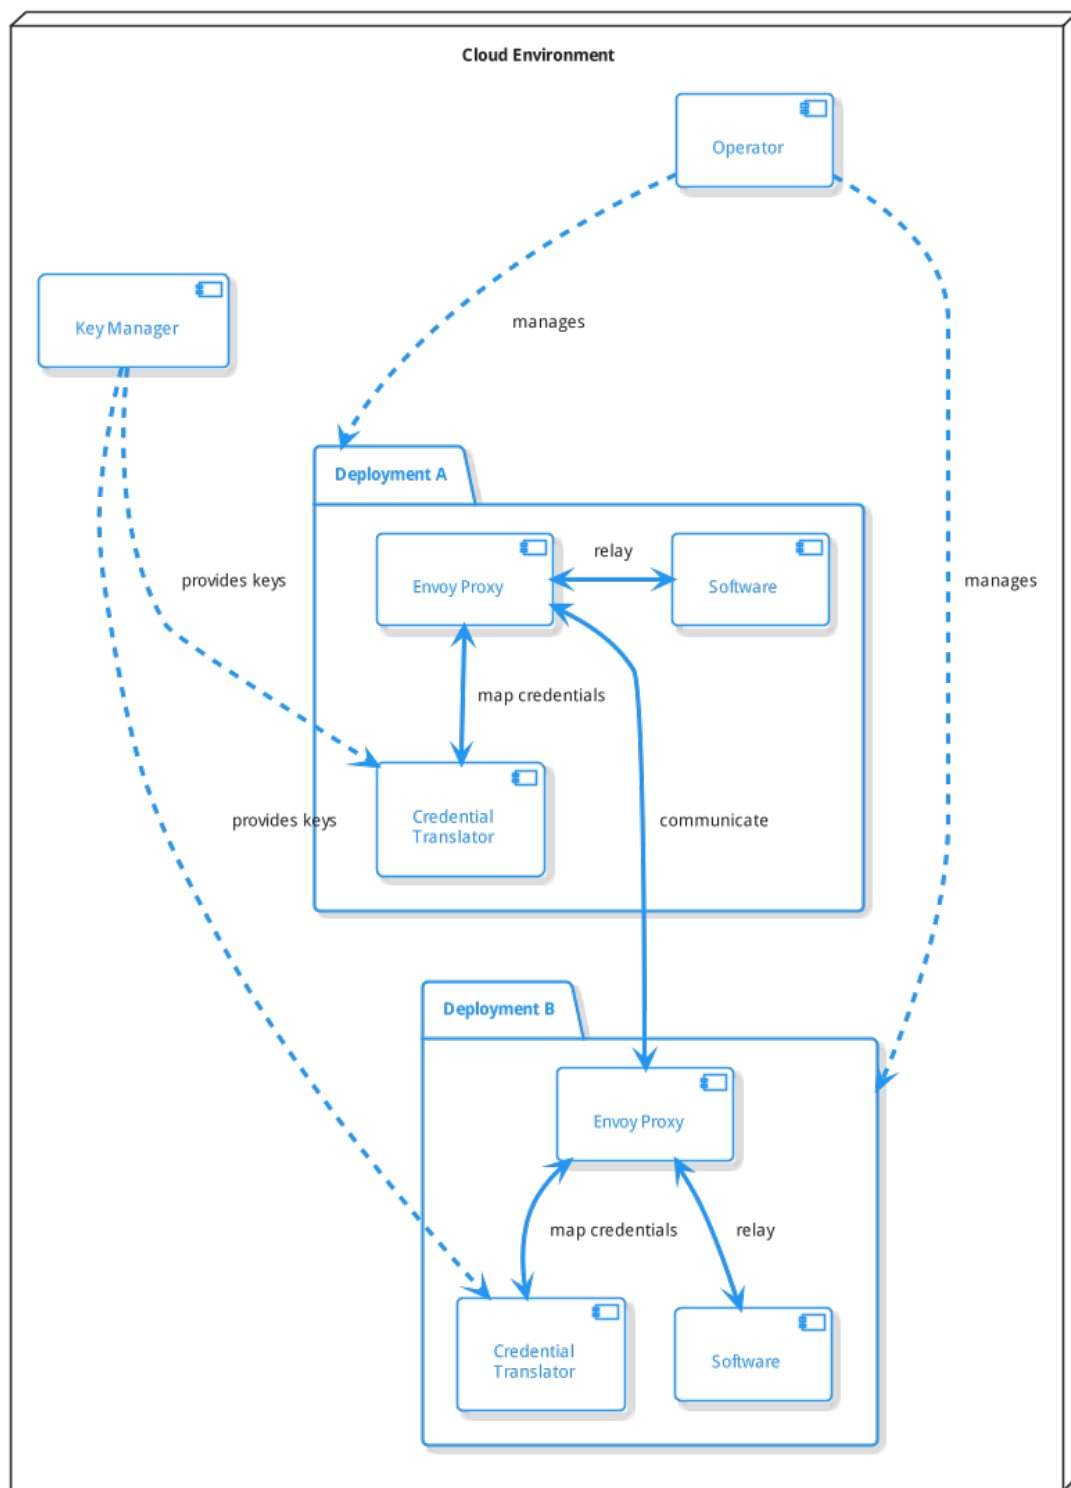 Cloud Environment
Operator
Key Manager
manages
Deployment A
relay
Envoy Proxy
Software
provides keys
manages
map credentials
Credential
Translator
provides keys
communicate
Deployment B
Envoy Proxy
map credentials
relay
Credential
Translator
Software